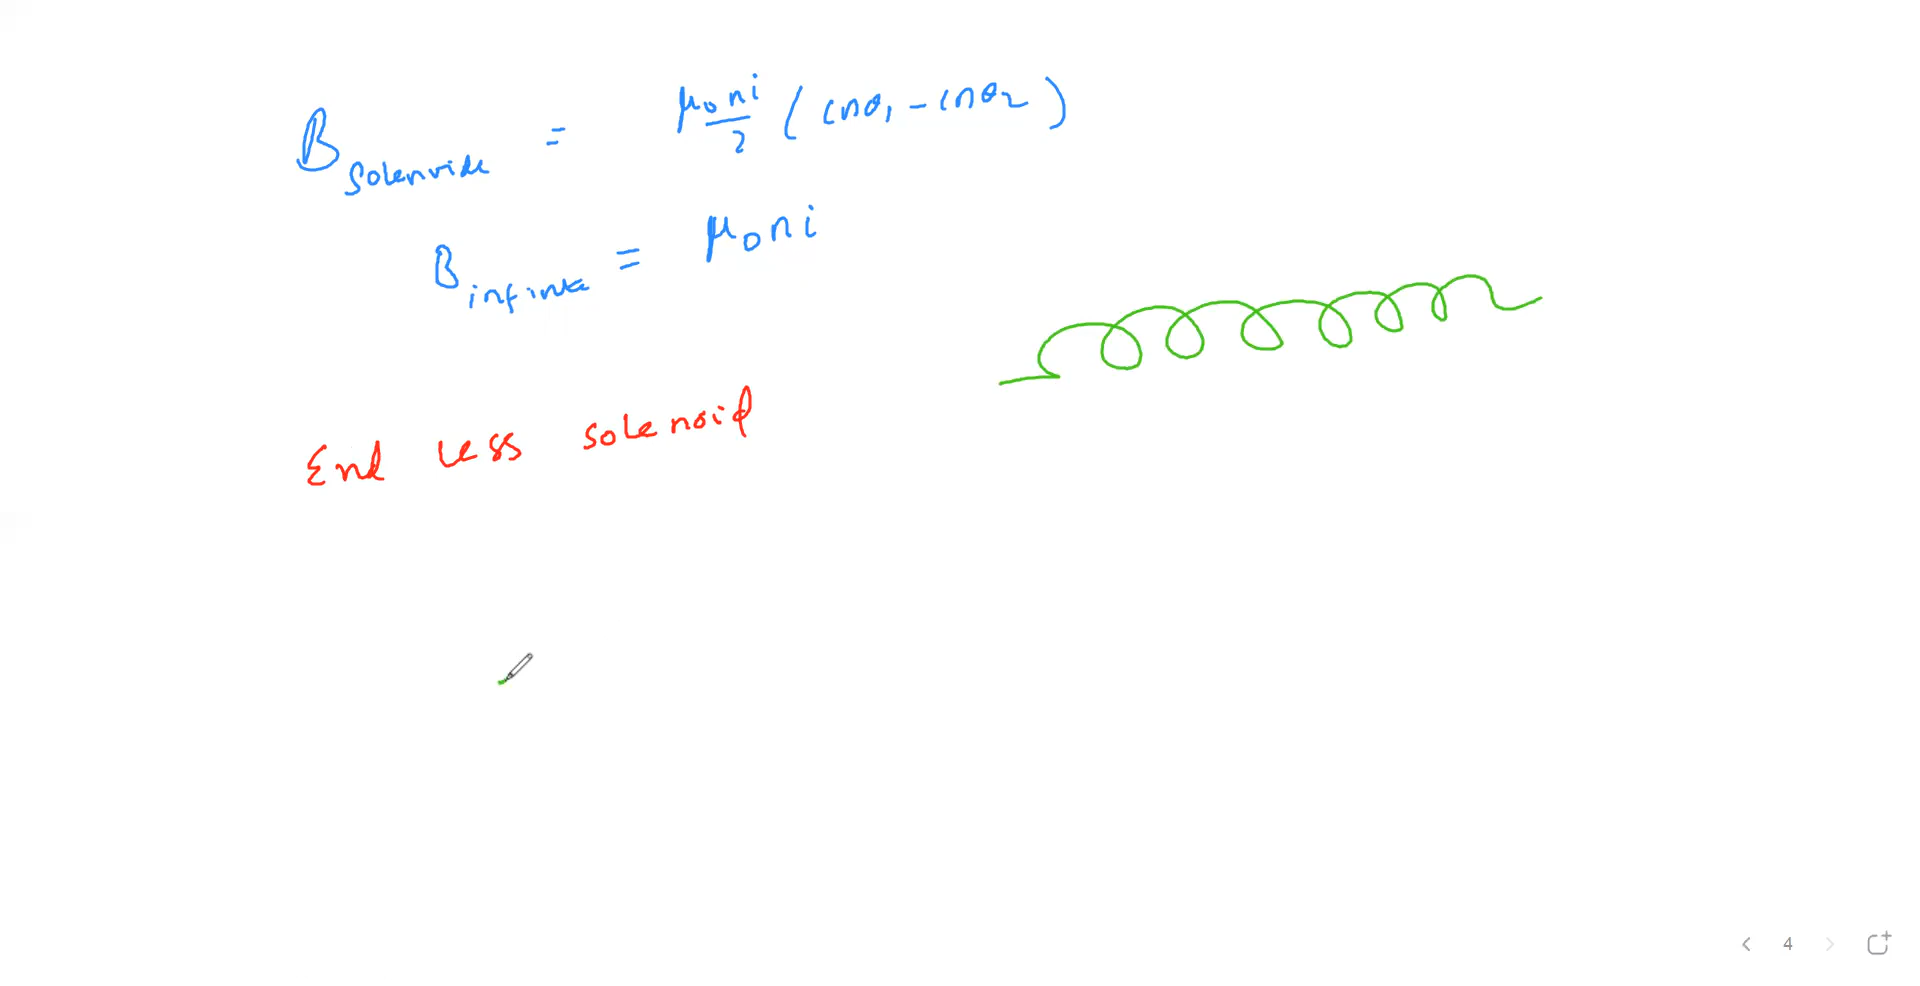 B solenoide = μ₀ni/2 (cosθ₁ - cosθ₂)
B infinite = μ₀ni
End less solenoid
4